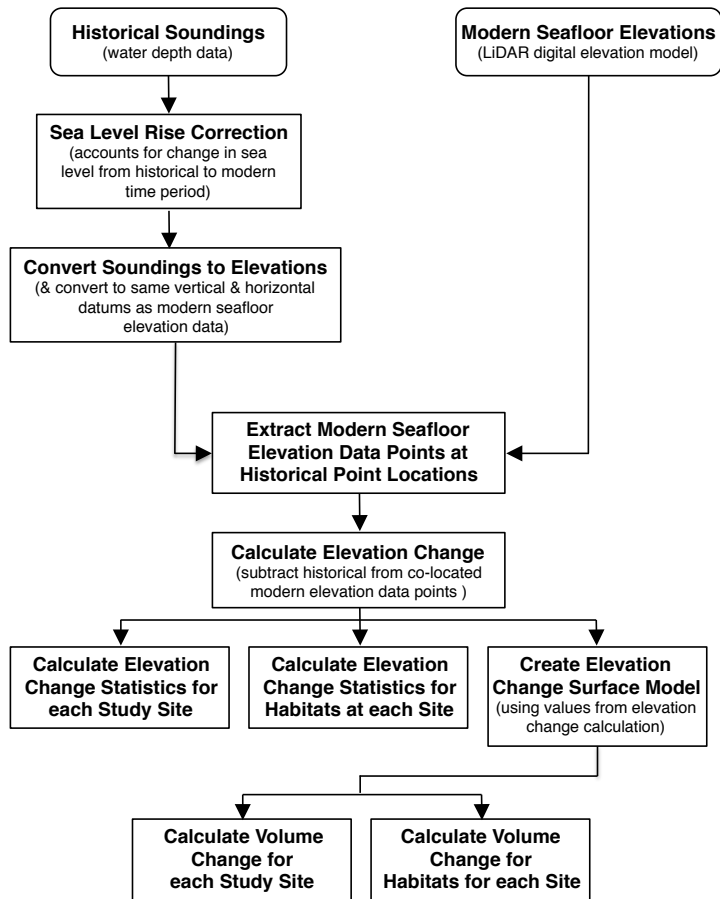 Historical Soundings
(water depth data)
Modern Seafloor Elevations
(LiDAR digital elevation model)
Sea Level Rise Correction
(accounts for change in sea
level from historical to modern
time period)
Convert Soundings to Elevations
(& convert to same vertical & horizontal
datums as modern seafloor
elevation data)
Extract Modern Seafloor
Elevation Data Points at
Historical Point Locations
Calculate Elevation Change
(subtract historical from co-located
modern elevation data points )
Calculate Elevation
Change Statistics for
each Study Site
Calculate Elevation
Change Statistics for
Habitats at each Site
Create Elevation
Change Surface Model
(using values from elevation
change calculation)
Calculate Volume
Change for
each Study Site
Calculate Volume
Change for
Habitats for each Site